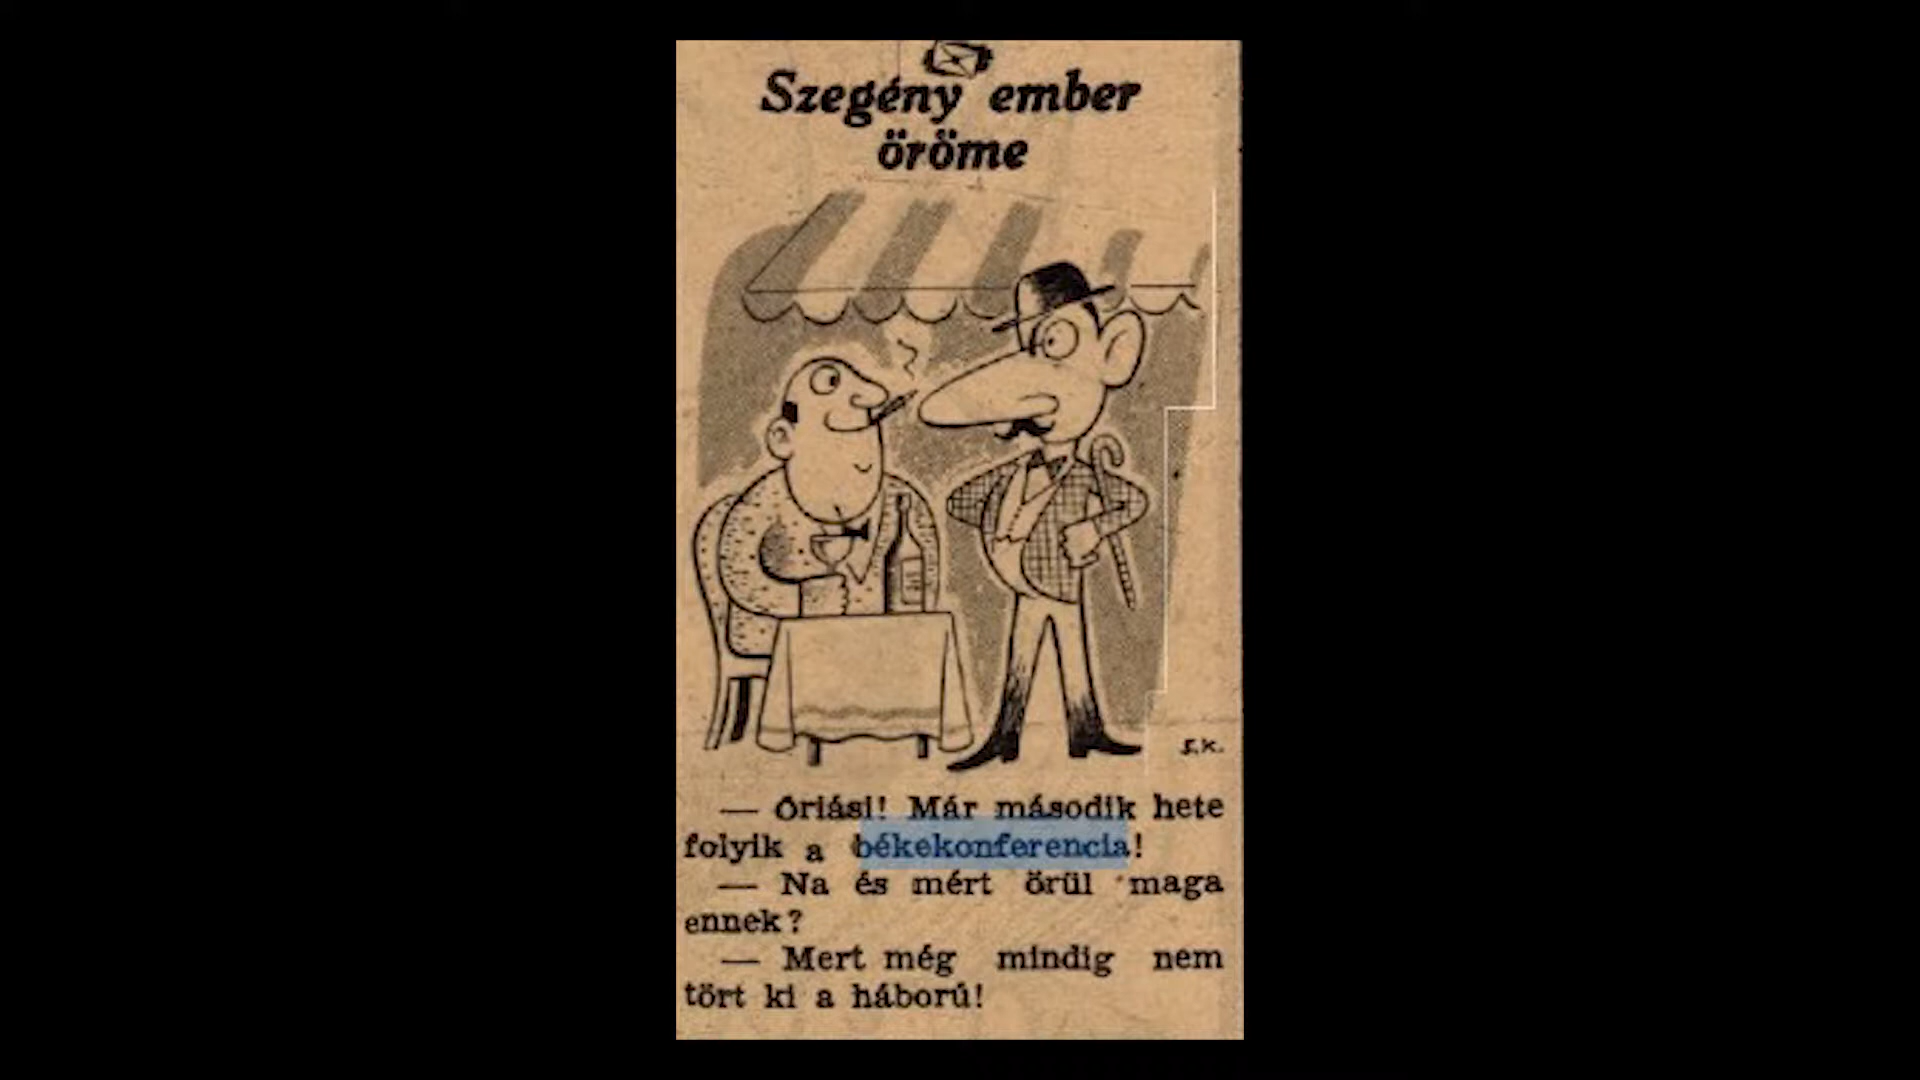 Szegény ember
öröme
S.K.
— Óriási! Már második hete
folyik a békekonferencia!
— Na és mért örül maga
ennek?
— Mert még mindig nem
tört ki a háború!